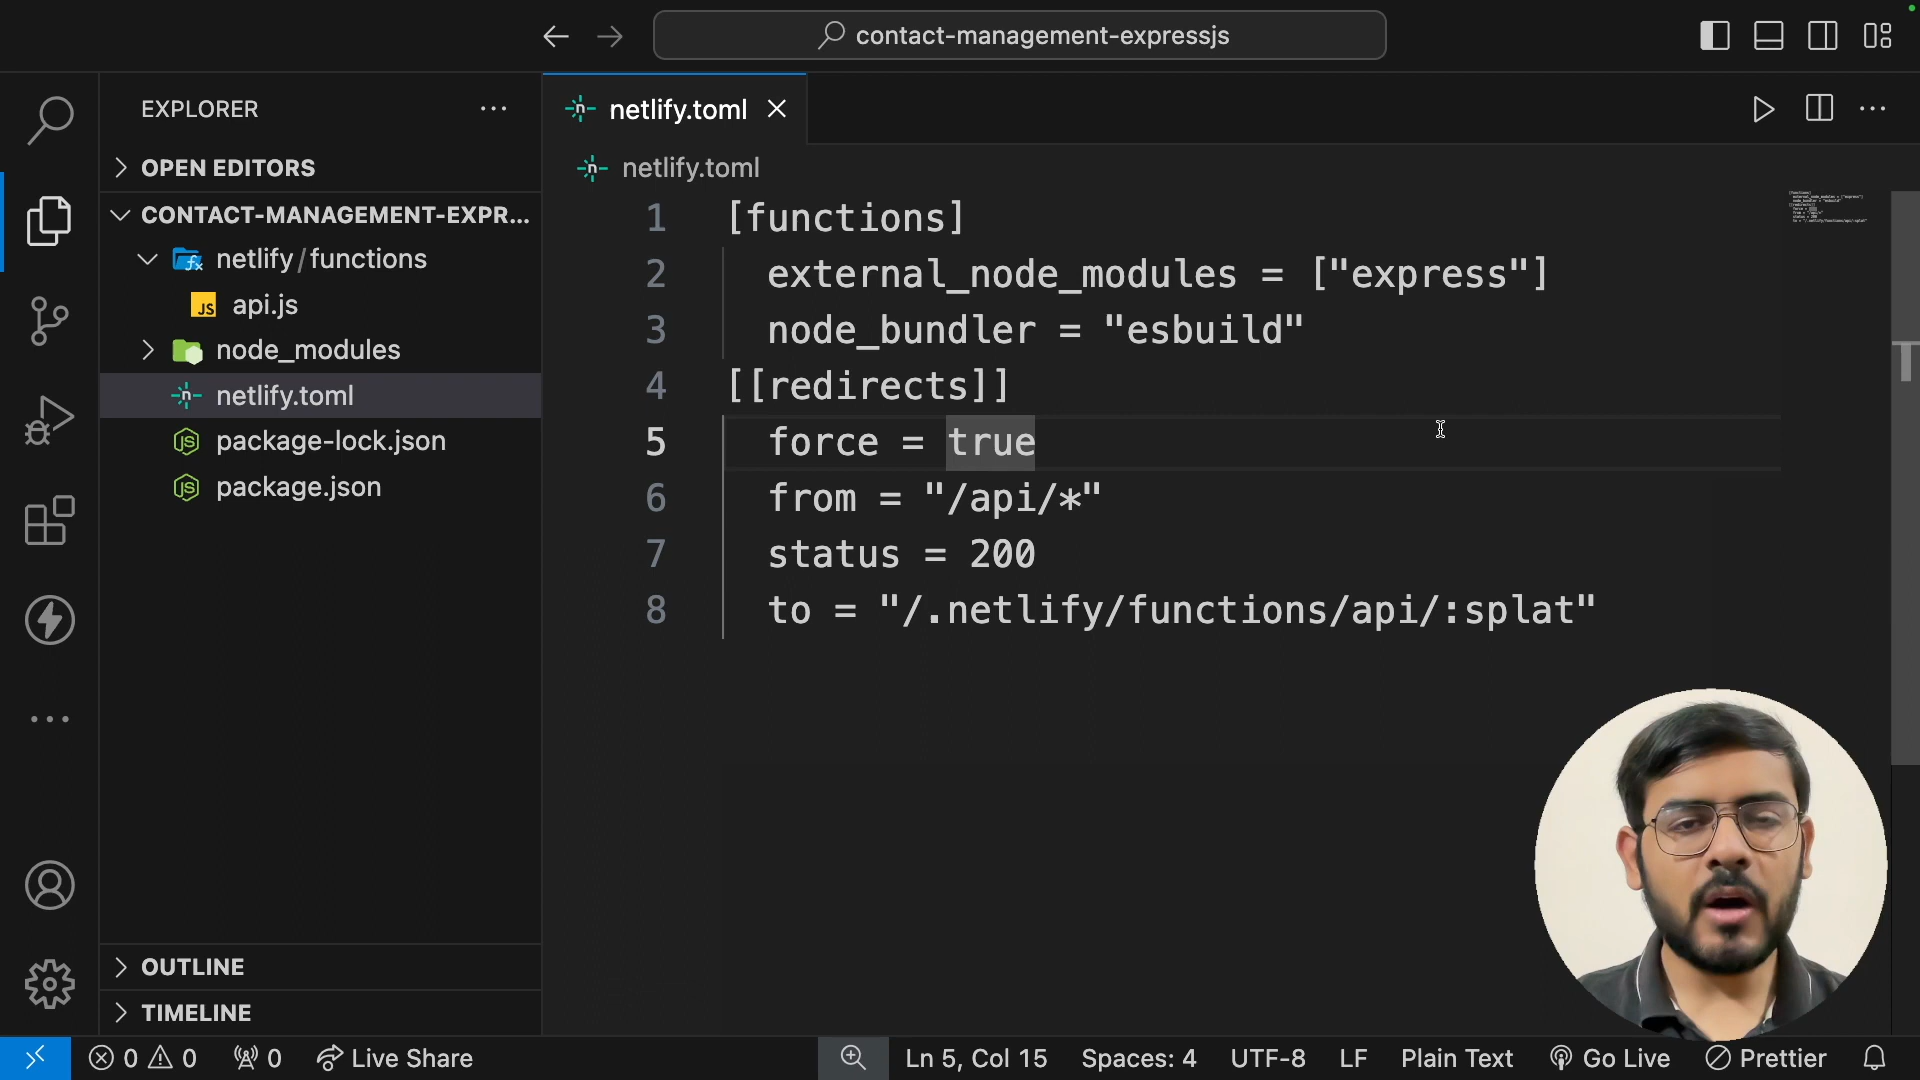 contact-management-expressjs
EXPLORER
OPEN EDITORS
CONTACT-MANAGEMENT-EXPR...
netlify/functions
JS api.js
node_modules
netlify.toml
package-lock.json
package.json
OUTLINE
TIMELINE
netlify.toml
netlify.toml
1 [functions]
2 external_node_modules = ["express"]
3 node_bundler = "esbuild"
4 [[redirects]]
5 force = true
6 from = "/api/*"
7 status = 200
8 to = "/.netlify/functions/api/:splat"
0 0 0 Live Share Ln 5, Col 15 Spaces: 4 UTF-8 LF Plain Text Go Live Prettier